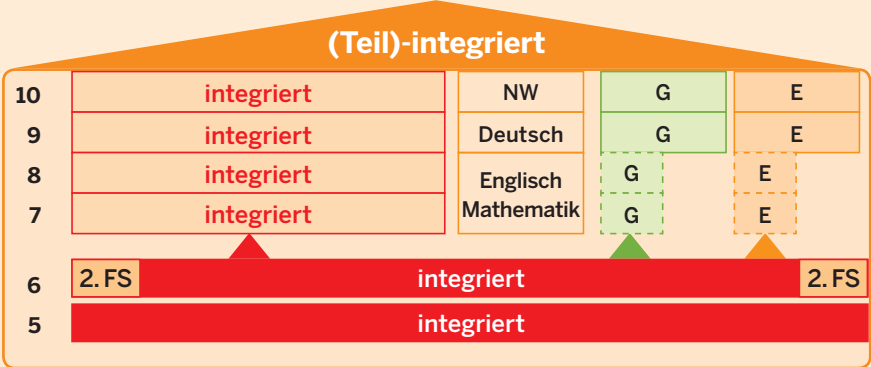 (Teil)-integriert
10 integriert NW G E
9 integriert Deutsch G E
8 integriert Englisch G E
7 integriert Mathematik G E
6 2. FS integriert 2. FS
5 integriert